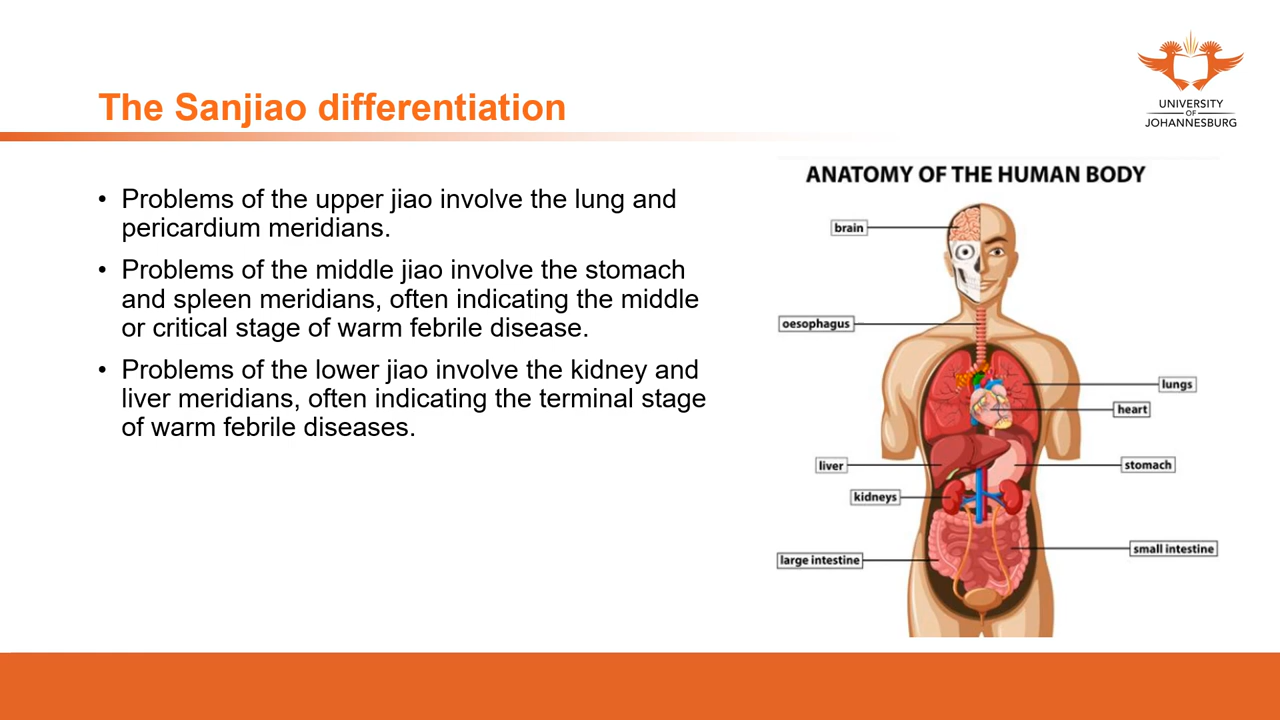 The Sanjiao differentiation
UNIVERSITY
OF
JOHANNESBURG
• Problems of the upper jiao involve the lung and
pericardium meridians.
• Problems of the middle jiao involve the stomach
and spleen meridians, often indicating the middle
or critical stage of warm febrile disease.
• Problems of the lower jiao involve the kidney and
liver meridians, often indicating the terminal stage
of warm febrile diseases.
ANATOMY OF THE HUMAN BODY
brain
oesophagus
lungs
heart
liver
stomach
kidneys
small intestine
large intestine